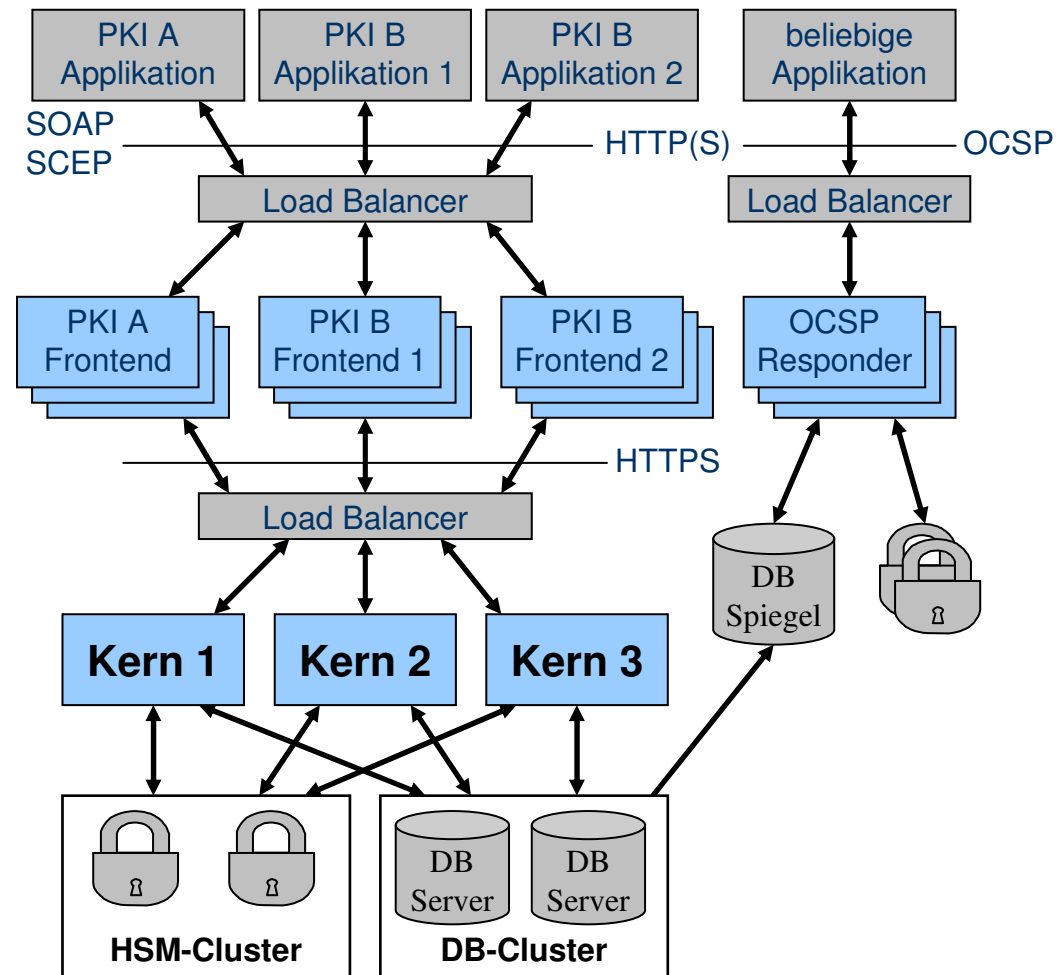 PKI A
Applikation
PKI B
Applikation 1
PKI B
Applikation 2
beliebige
Applikation
SOAP
SCEP
HTTP(S)
OCSP
Load Balancer
Load Balancer
PKI A
Frontend
PKI B
Frontend 1
PKI B
Frontend 2
OCSP
Responder
HTTPS
Load Balancer
DB
Spiegel
Kern 1
Kern 2
Kern 3
DB
Server
DB
Server
HSM-Cluster
DB-Cluster